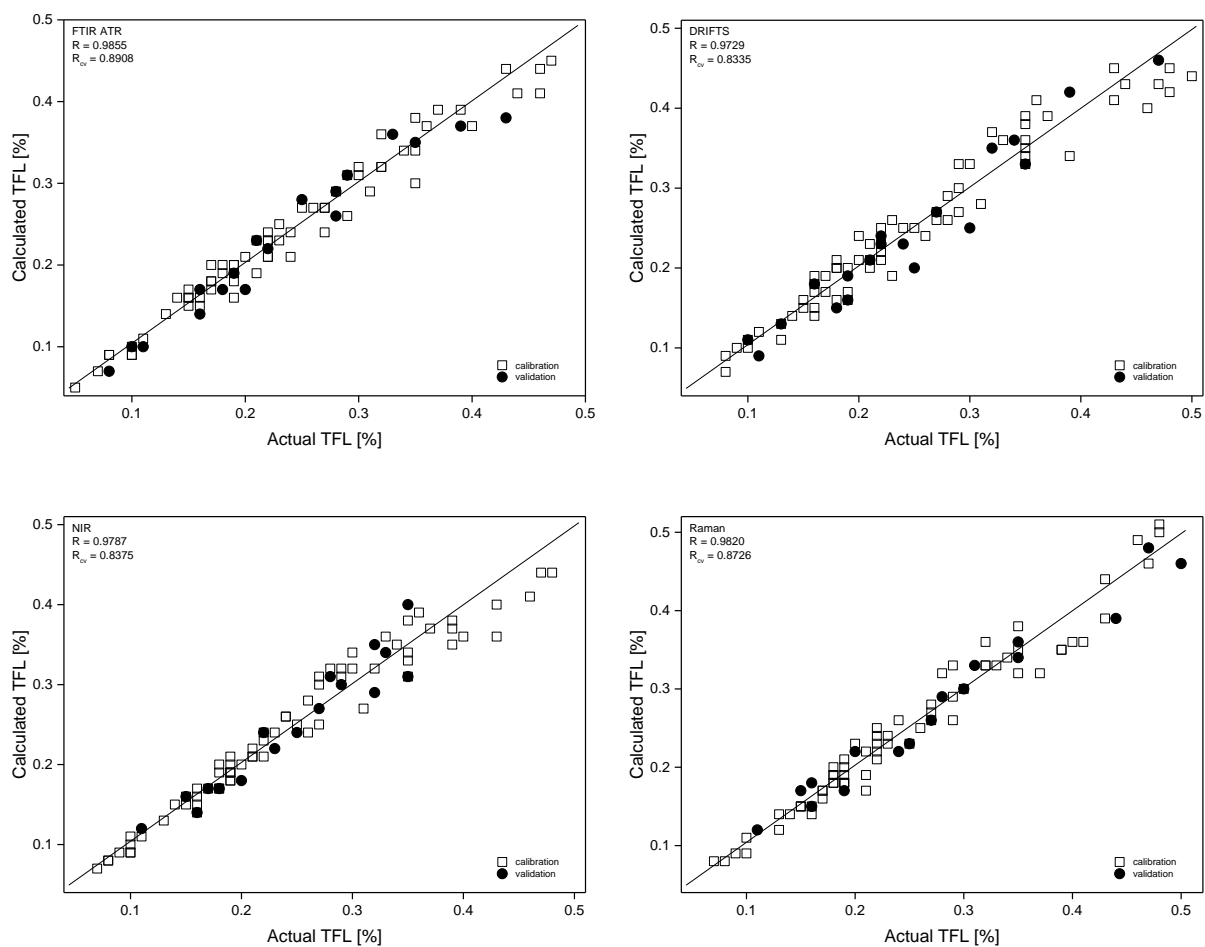 FTIR ATR
R = 0.9855
Rcv = 0.8908
0.5
0.4
0.3
0.2
0.1
Calculated TFL [%]
calibration
validation
0.1 0.2 0.3 0.4 0.5
Actual TFL [%]
DRIFTS
R = 0.9729
Rcv = 0.8335
0.5
0.4
0.3
0.2
0.1
Calculated TFL [%]
calibration
validation
0.1 0.2 0.3 0.4 0.5
Actual TFL [%]
NIR
R = 0.9787
Rcv = 0.8375
0.5
0.4
0.3
0.2
0.1
Calculated TFL [%]
calibration
validation
0.1 0.2 0.3 0.4 0.5
Actual TFL [%]
Raman
R = 0.9820
Rcv = 0.8726
0.5
0.4
0.3
0.2
0.1
Calculated TFL [%]
calibration
validation
0.1 0.2 0.3 0.4 0.5
Actual TFL [%]